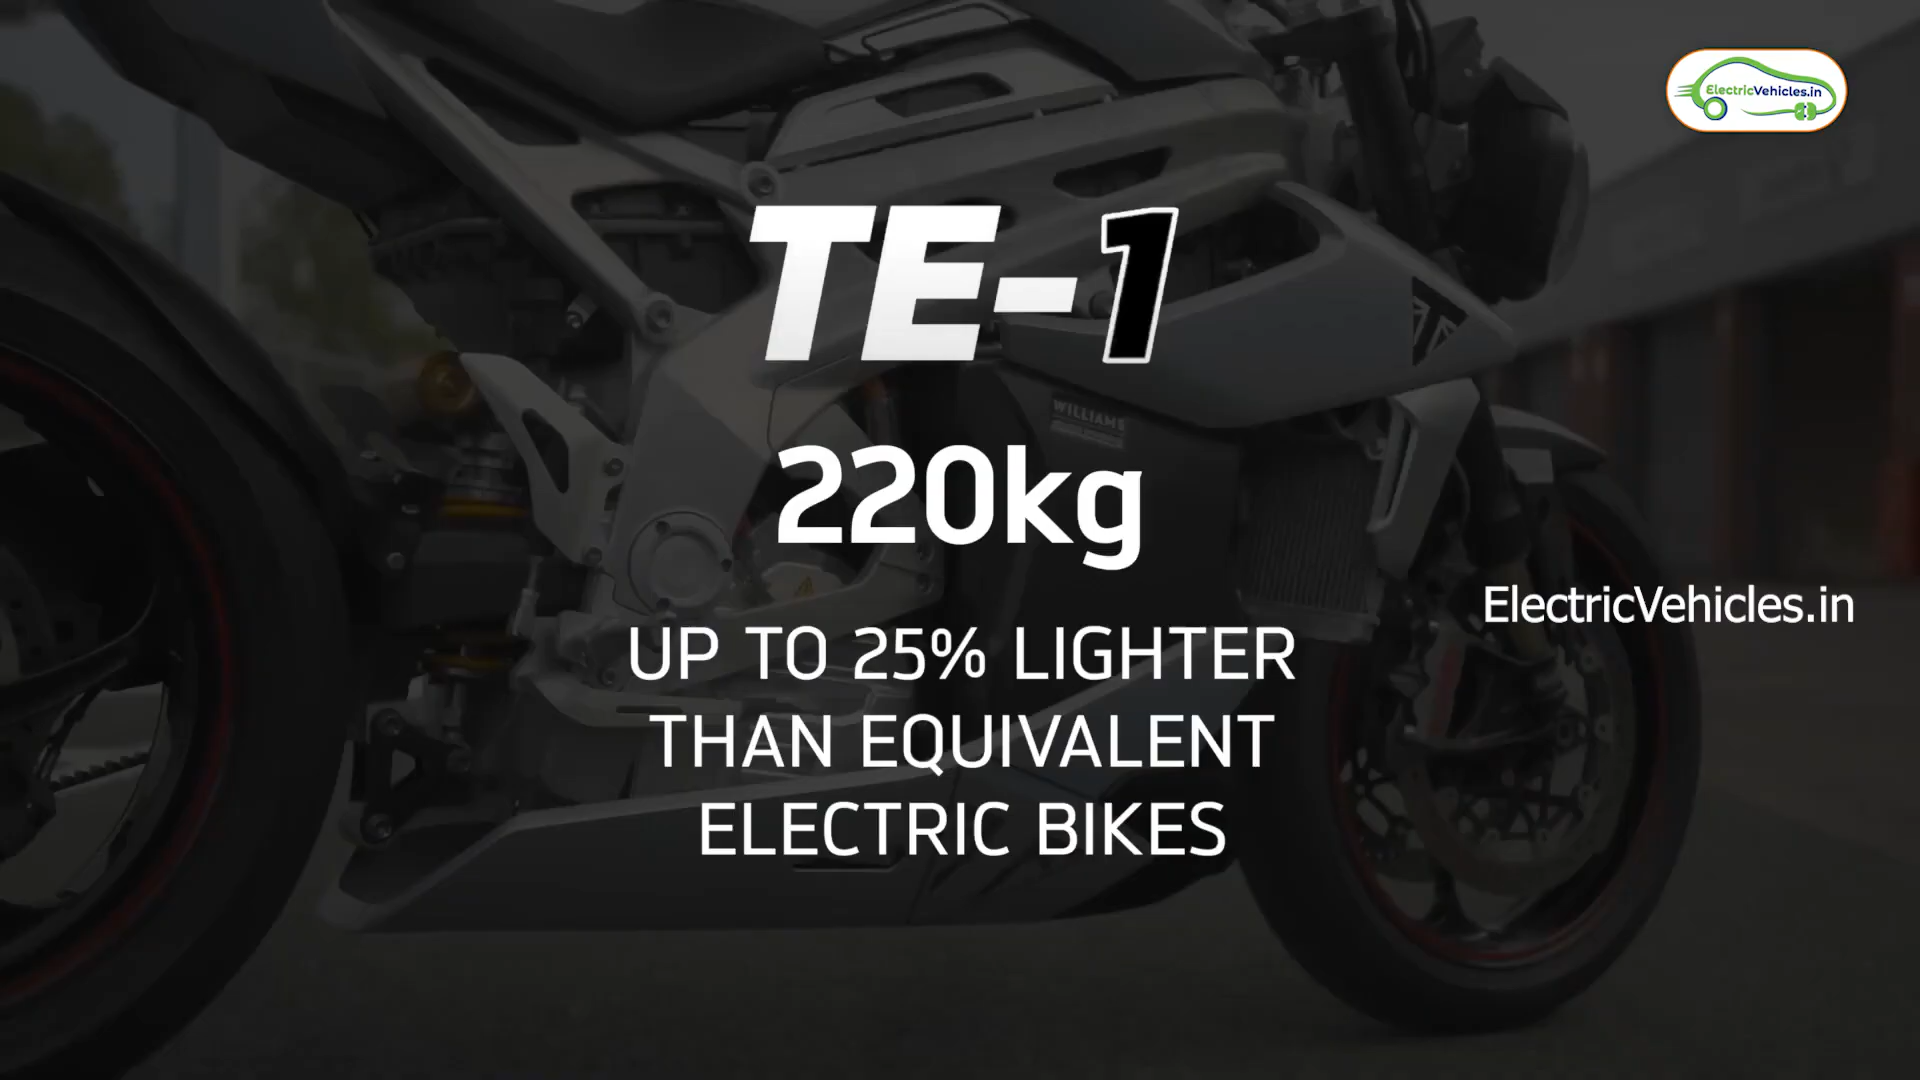 ElectricVehicles.in
TE-1
WILLIAMS
220kg
ElectricVehicles.in
UP TO 25% LIGHTER
THAN EQUIVALENT
ELECTRIC BIKES